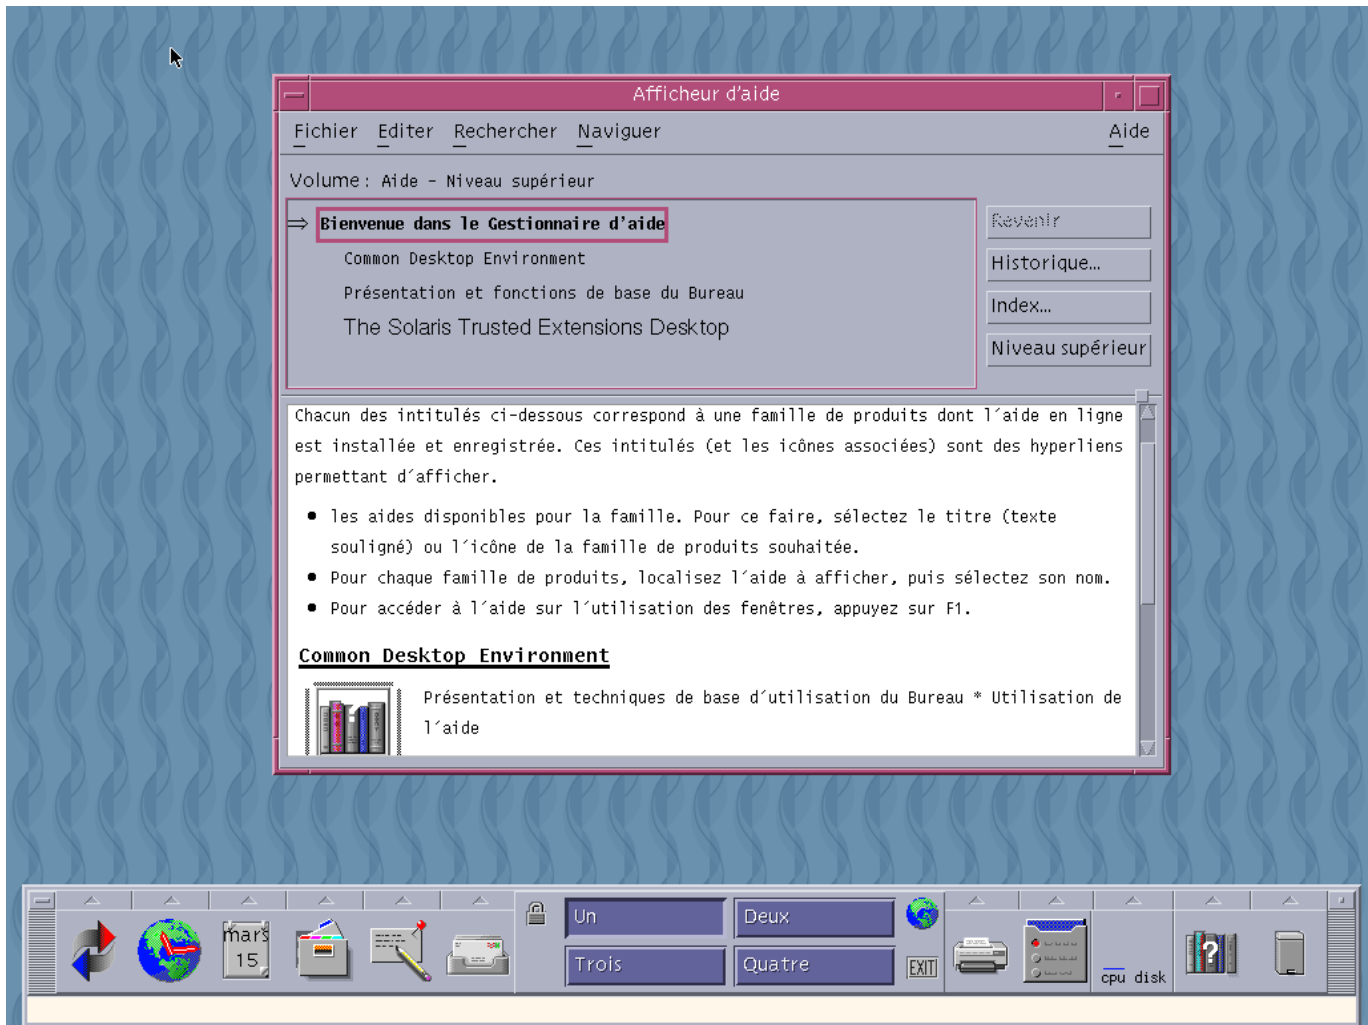 Afficheur d'aide
Fichier Editer Rechercher Naviguer Aide
Volume : Aide - Niveau supérieur
⇒ Bienvenue dans le Gestionnaire d'aide
Common Desktop Environment
Présentation et fonctions de base du Bureau
The Solaris Trusted Extensions Desktop
Revenir
Historique...
Index...
Niveau supérieur
Chacun des intitulés ci-dessous correspond à une famille de produits dont l´aide en ligne
est installée et enregistrée. Ces intitulés (et les icônes associées) sont des hyperliens
permettant d´afficher.
● les aides disponibles pour la famille. Pour ce faire, sélectez le titre (texte
souligné) ou l´icône de la famille de produits souhaitée.
● Pour chaque famille de produits, localisez l´aide à afficher, puis sélectez son nom.
● Pour accéder à l´aide sur l´utilisation des fenêtres, appuyez sur F1.
Common Desktop Environment
Présentation et techniques de base d´utilisation du Bureau * Utilisation de
l´aide
mars
15
Un
Deux
Trois
Quatre
EXIT
cpu disk
?